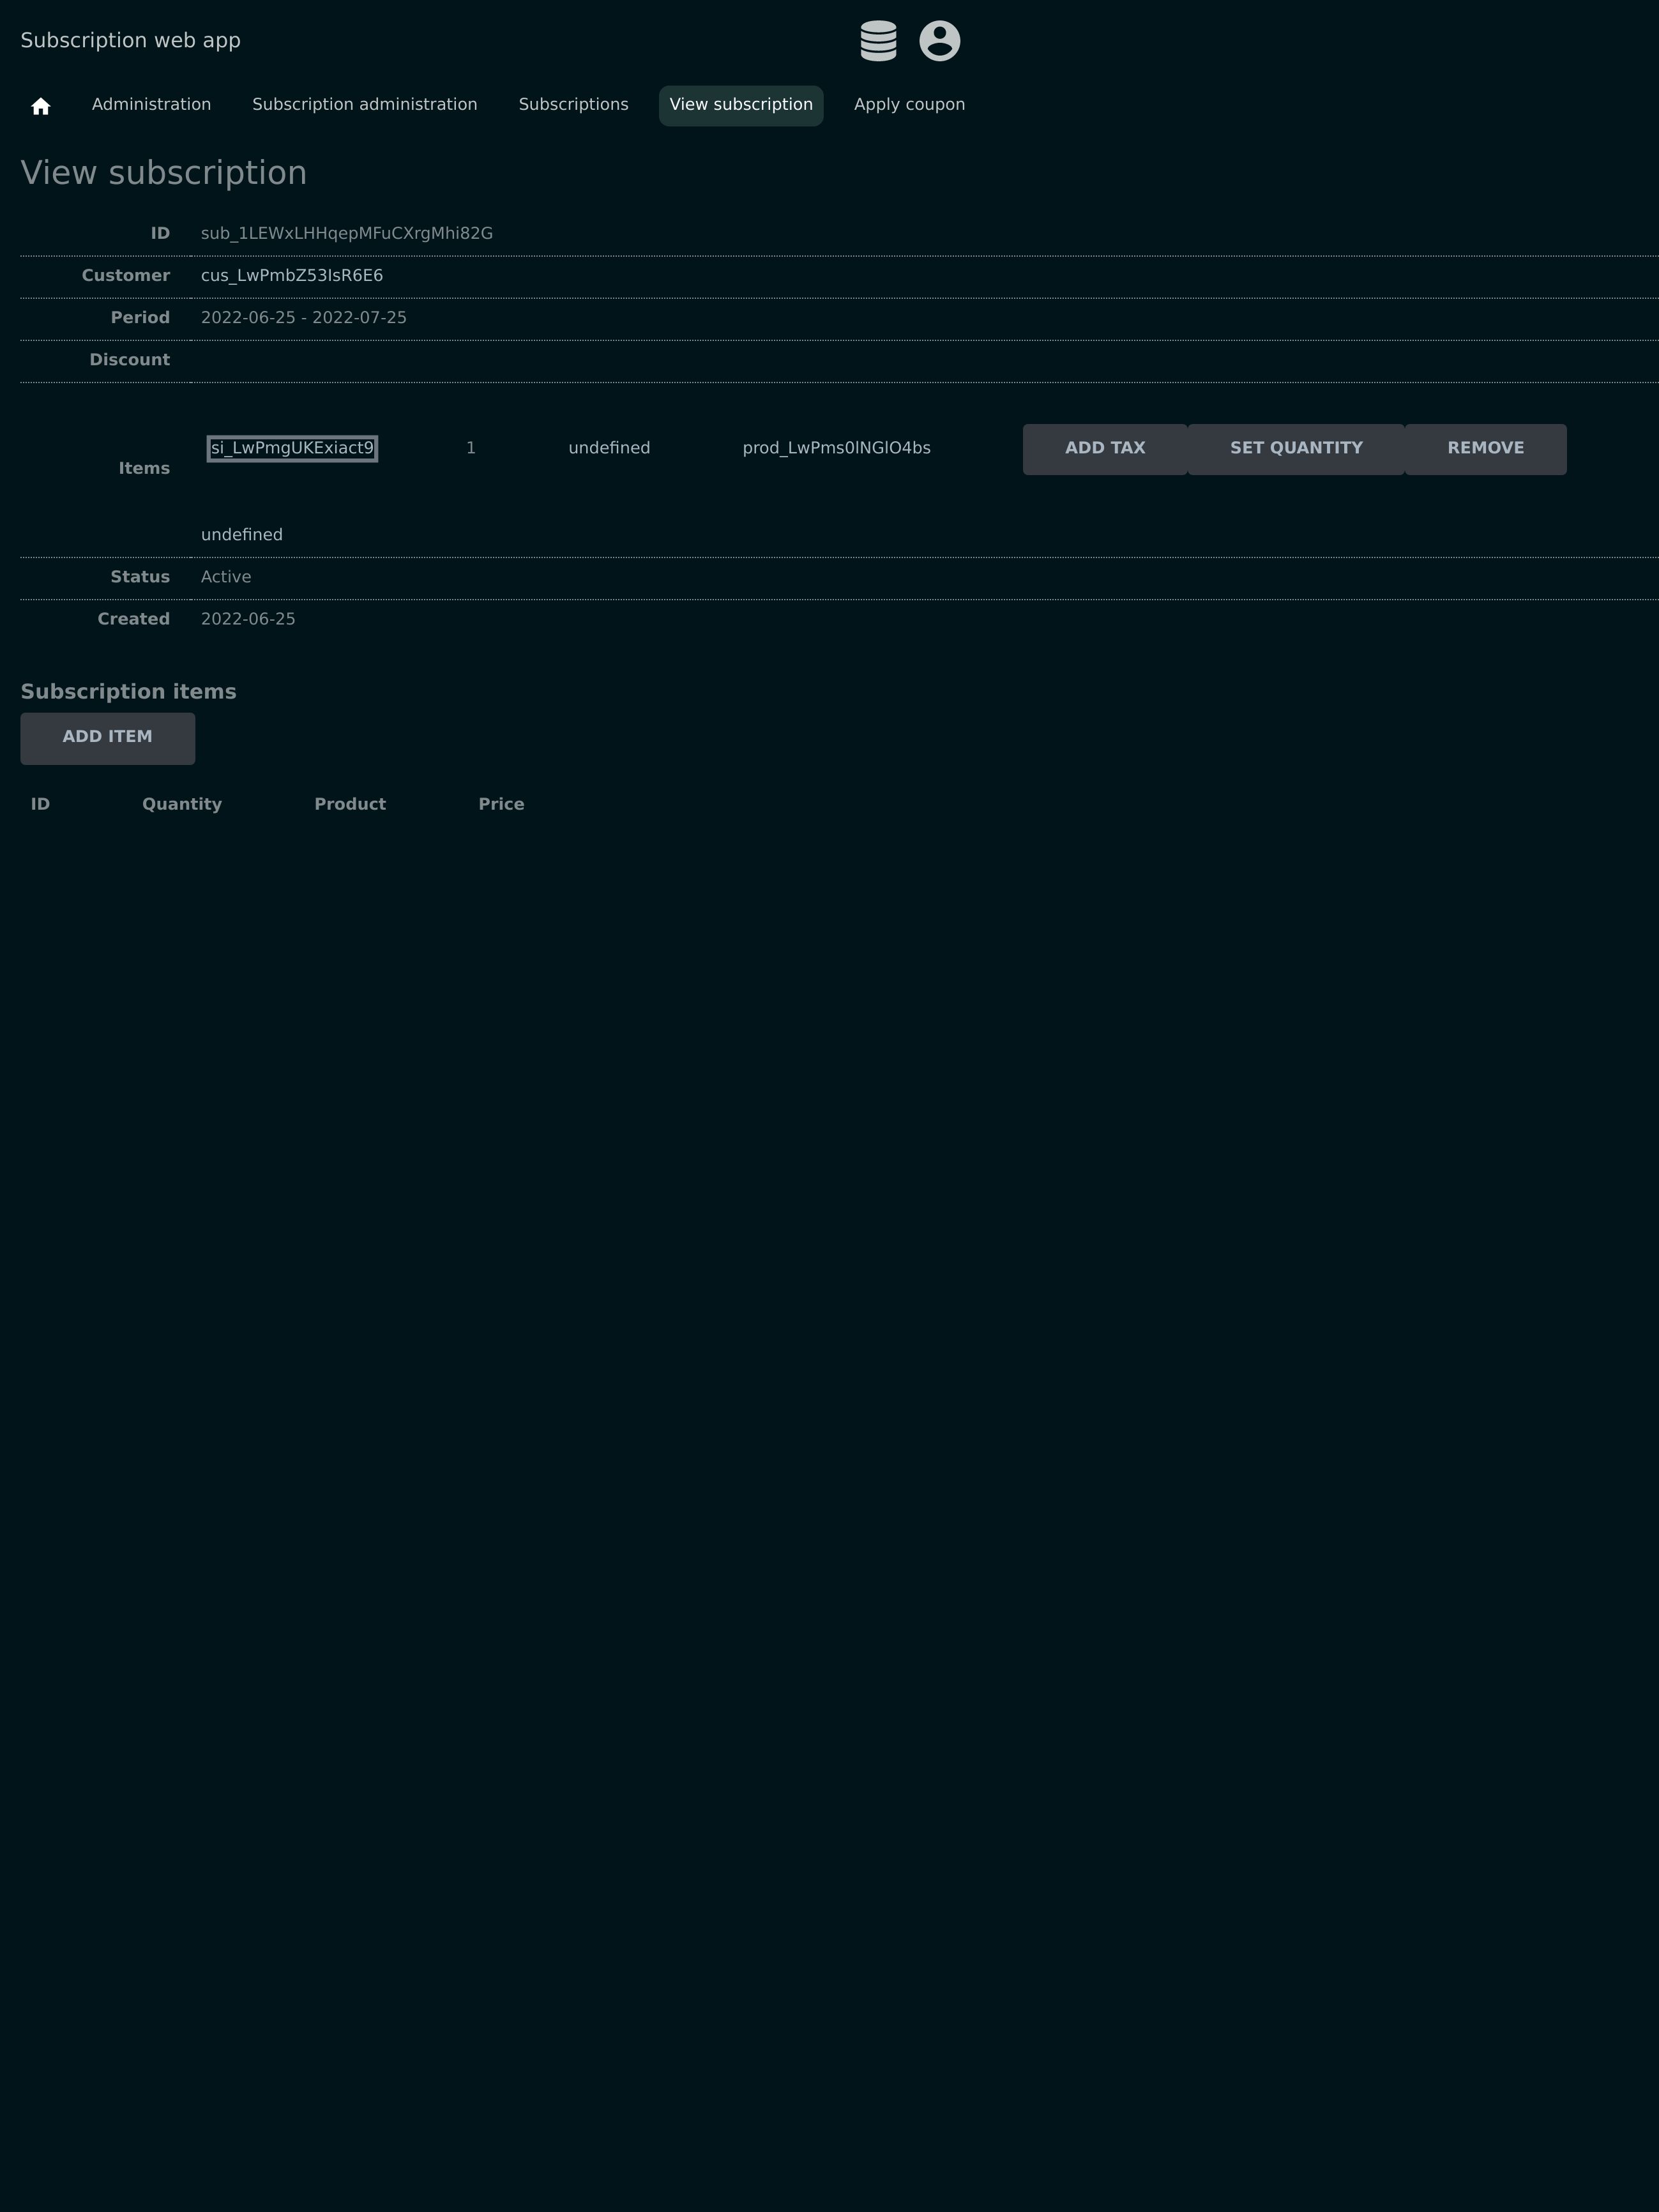 Subscription web app
Administration Subscription administration Subscriptions View subscription Apply coupon
View subscription
ID sub_1LEWxLHHqepMFuCXrgMhi82G
Customer cus_LwPmbZ53IsR6E6
Period 2022-06-25 - 2022-07-25
Discount
Items si_LwPmgUKExiact9 1 undefined prod_LwPms0lNGlO4bs ADD TAX SET QUANTITY REMOVE
undefined
Status Active
Created 2022-06-25
Subscription items
ADD ITEM
ID Quantity Product Price